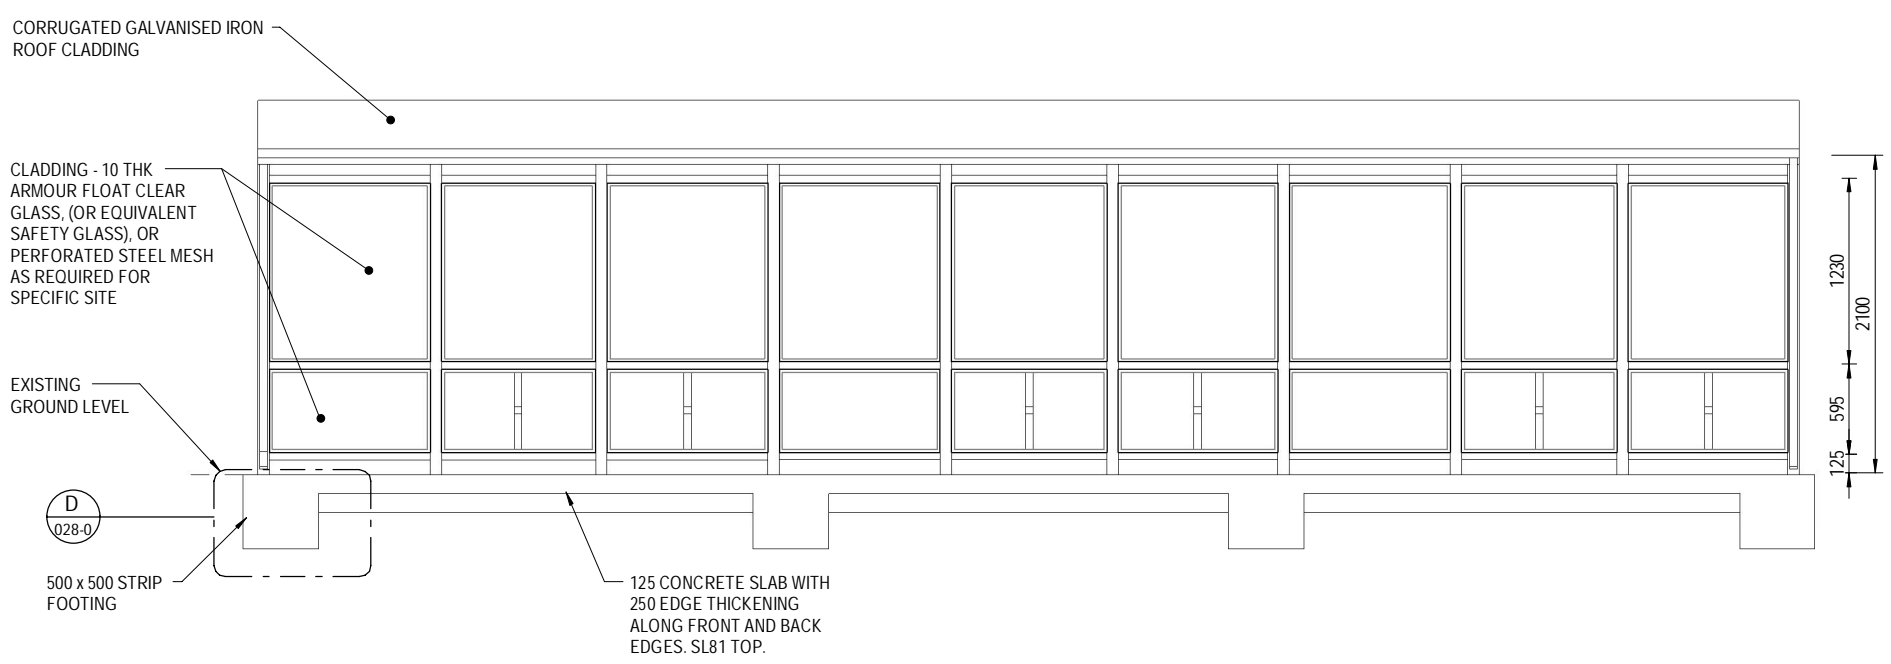 CORRUGATED GALVANISED IRON
ROOF CLADDING
CLADDING - 10 THK
ARMOUR FLOAT CLEAR
GLASS, (OR EQUIVALENT
SAFETY GLASS), OR
PERFORATED STEEL MESH
AS REQUIRED FOR
SPECIFIC SITE
EXISTING
GROUND LEVEL
D
028-0
500 x 500 STRIP
FOOTING
125 CONCRETE SLAB WITH
250 EDGE THICKENING
ALONG FRONT AND BACK
EDGES. SL81 TOP.
1230
2100
595
125